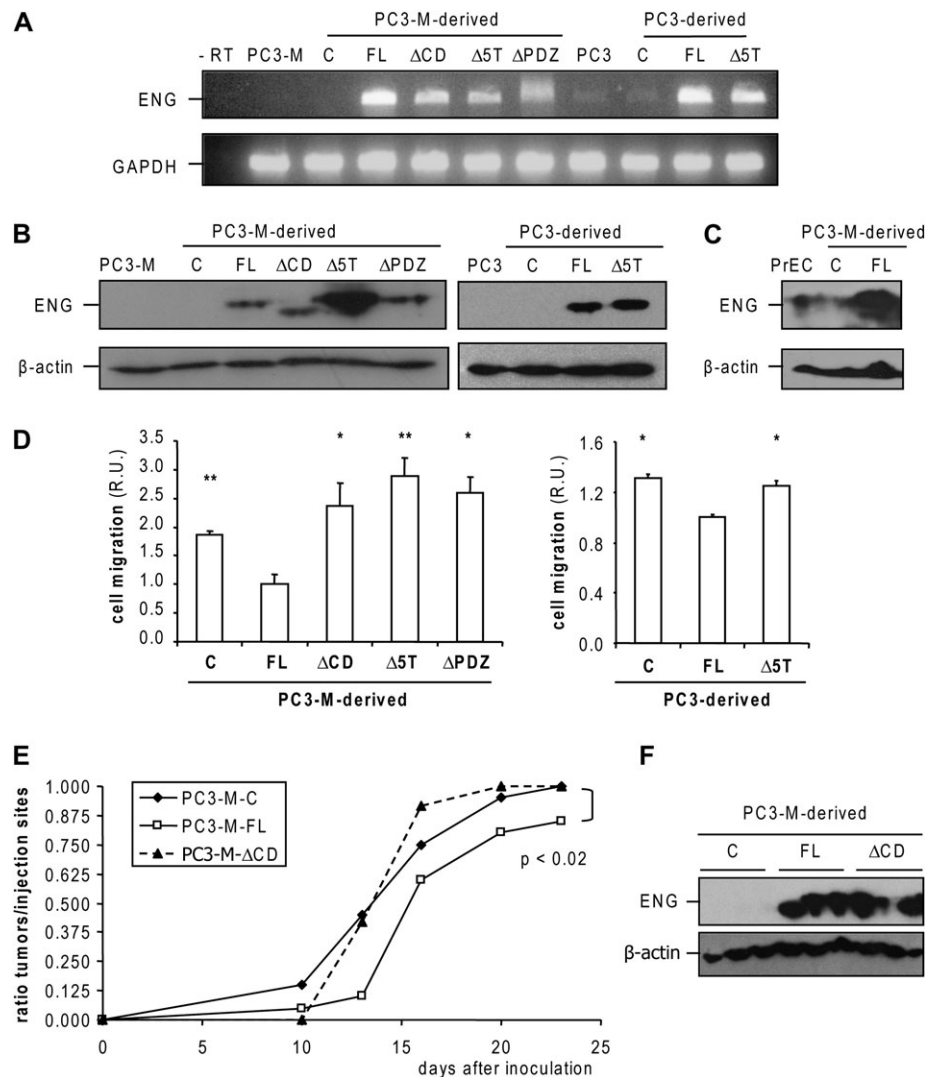 A
PC3-M-derived PC3-derived
- RT PC3-M C FL ΔCD Δ5T ΔPDZ PC3 C FL Δ5T
ENG
GAPDH
B
PC3-M-derived
PC3-M C FL ΔCD Δ5T ΔPDZ
PC3-derived
PC3 C FL Δ5T
ENG
β-actin
C
PC3-M-derived
PrEC C FL
ENG
β-actin
D
cell migration (R.U.)
3.5
3.0
2.5
2.0
1.5
1.0
0.5
0.0
** * ** *
C FL ΔCD Δ5T ΔPDZ
PC3-M-derived
cell migration (R.U.)
1.6
1.2
0.8
0.4
0.0
* *
C FL Δ5T
PC3-derived
E
ratio tumors/injection sites
1.000
0.875
0.750
0.625
0.500
0.375
0.250
0.125
0.000
PC3-M-C
PC3-M-FL
PC3-M-ΔCD
p < 0.02
0 5 10 15 20 25
days after inoculation
F
PC3-M-derived
C FL ΔCD
ENG
β-actin